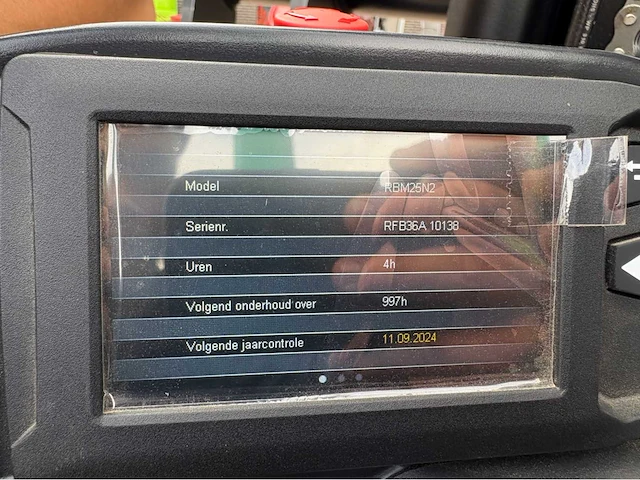 Model RBM25N2
Serienr. RFB36A 10138
Uren 4h
Volgend onderhoud over 997h
Volgende jaarcontrole 11.09.2024